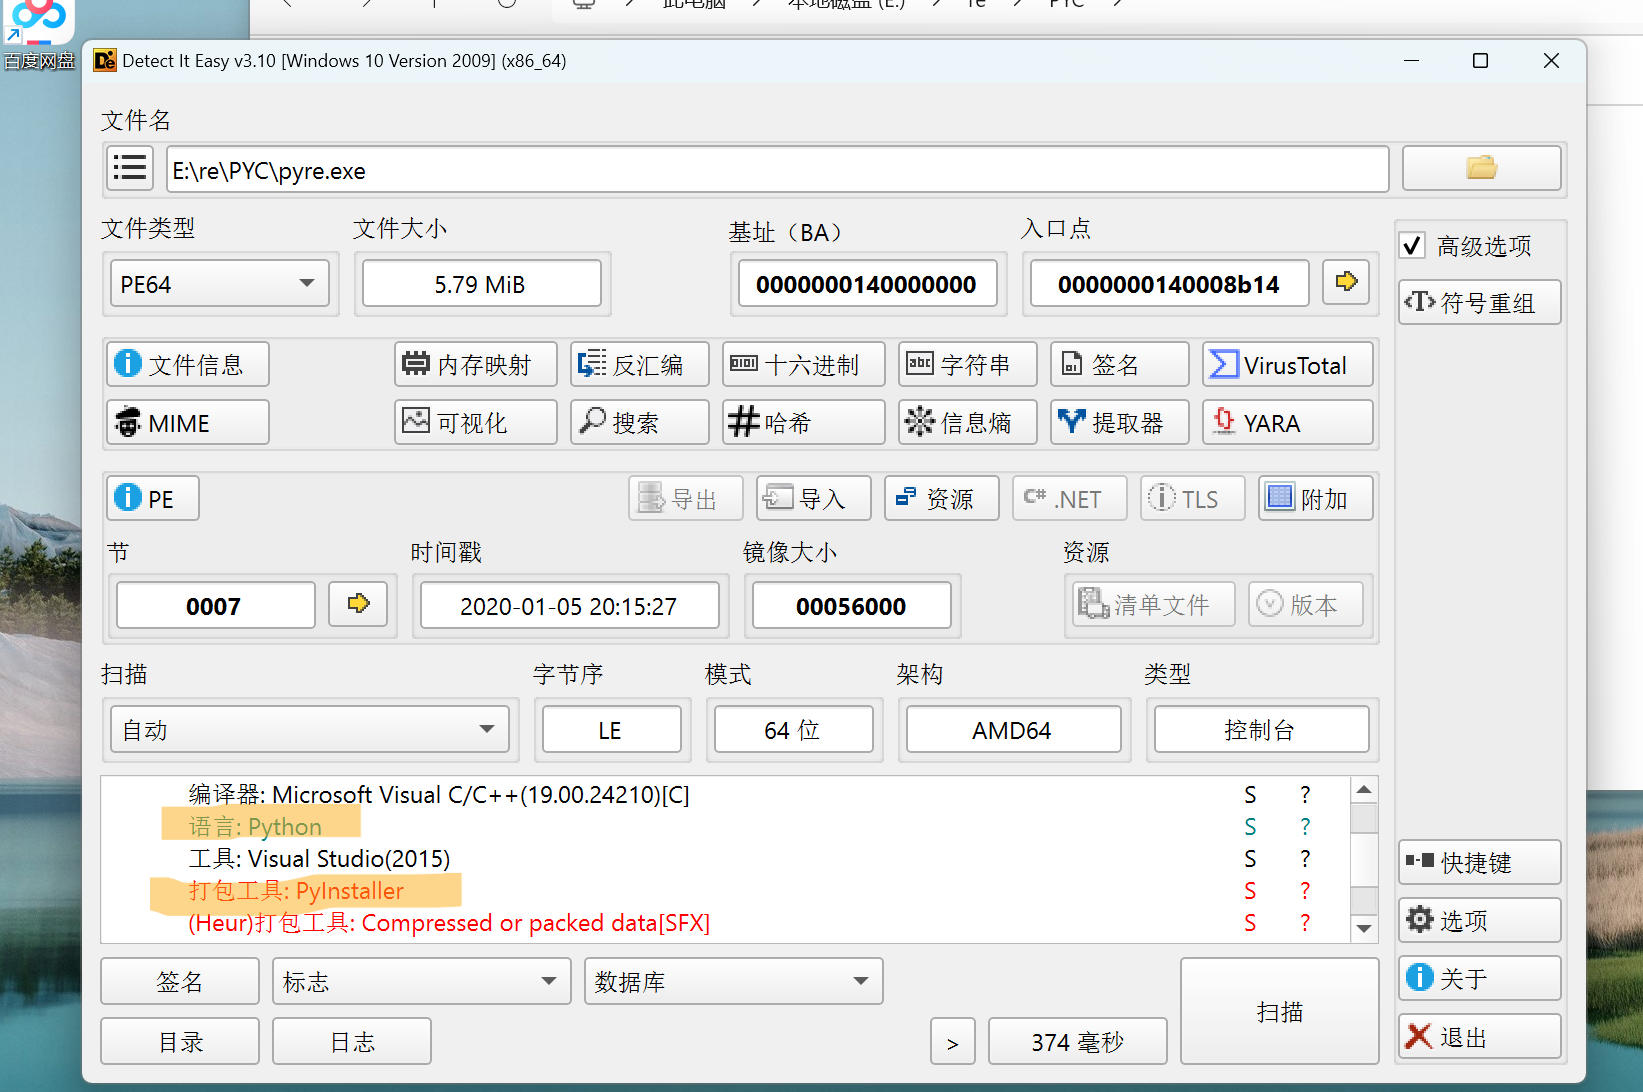 此电脑 > 本地磁盘 (E:) > re > PYC >
百度网盘
Detect It Easy v3.10 [Windows 10 Version 2009] (x86_64)
文件名
E:\re\PYC\pyre.exe
文件类型 文件大小 基址（BA） 入口点
PE64 5.79 MiB 0000000140000000 0000000140008b14
高级选项
符号重组
文件信息 内存映射 反汇编 十六进制 字符串 签名 VirusTotal
MIME 可视化 搜索 哈希 信息熵 提取器 YARA
PE 导出 导入 资源 C# .NET TLS 附加
节 时间戳 镜像大小 资源
0007 2020-01-05 20:15:27 00056000 清单文件 版本
扫描 字节序 模式 架构 类型
自动 LE 64 位 AMD64 控制台
编译器: Microsoft Visual C/C++(19.00.24210)[C] S ?
语言: Python S ?
工具: Visual Studio(2015) S ?
打包工具: PyInstaller S ?
(Heur)打包工具: Compressed or packed data[SFX] S ?
快捷键
选项
关于
退出
签名 标志 数据库
目录 日志 > 374 毫秒 扫描